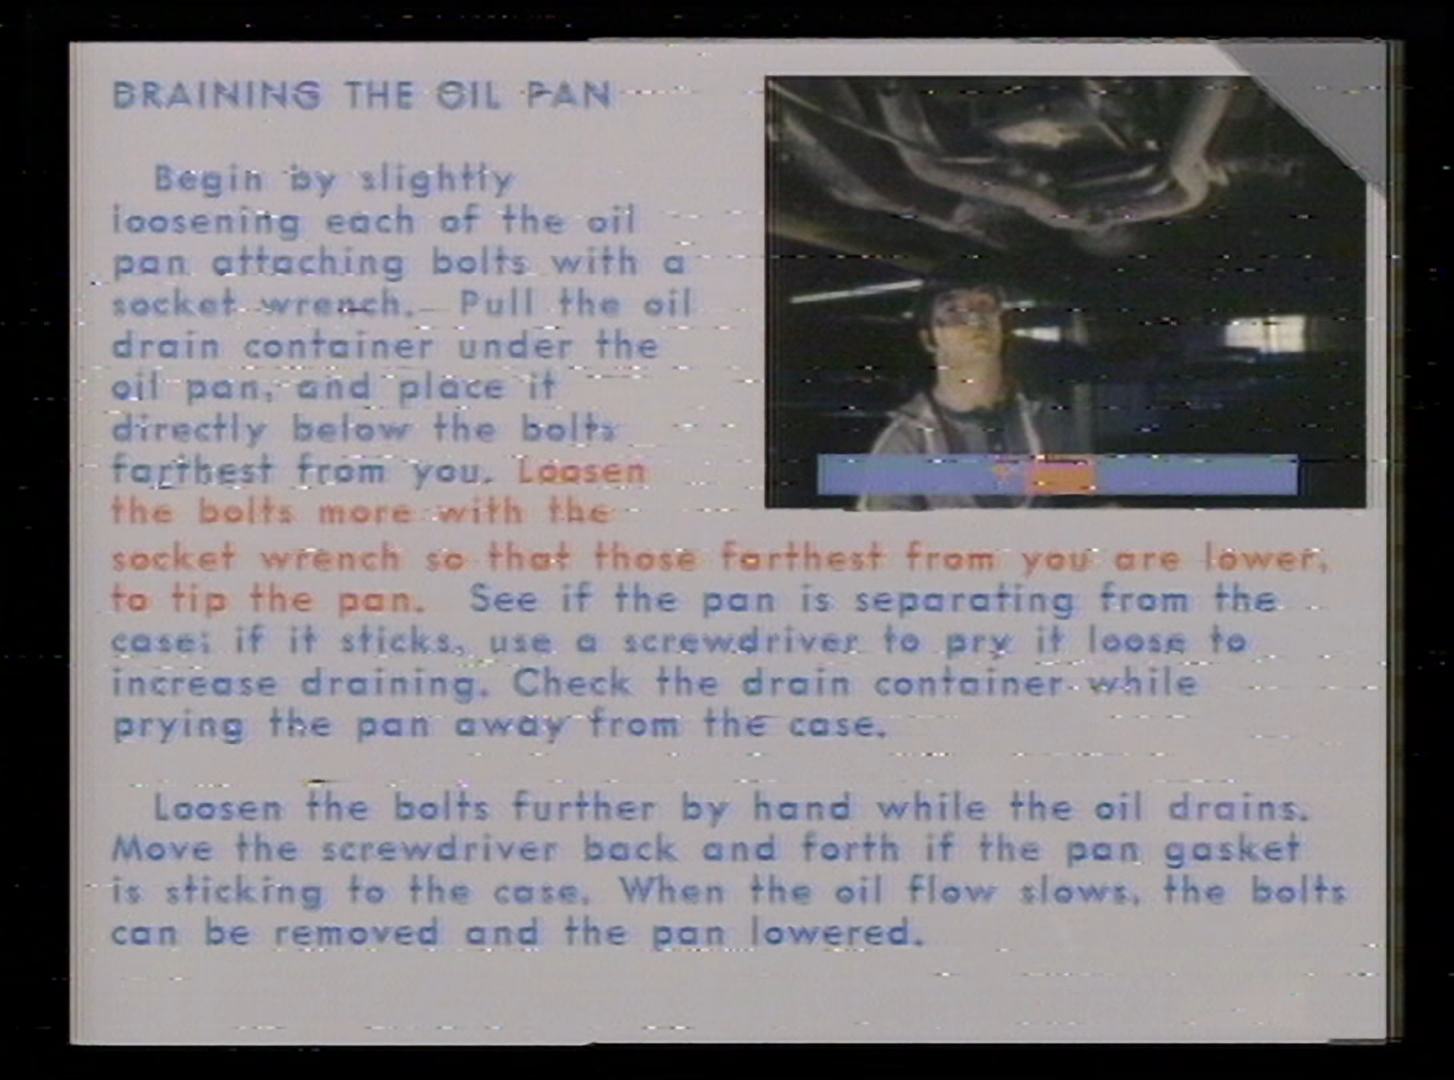 DRAINING THE OIL PAN
Begin by slightly
loosening each of the oil
pan attaching bolts with a
socket wrench. Pull the oil
drain container under the
oil pan, and place it
directly below the bolts
farthest from you. Loosen
the bolts more with the
socket wrench so that those farthest from you are lower,
to tip the pan. See if the pan is separating from the
case; if it sticks, use a screwdriver to pry it loose to
increase draining. Check the drain container while
prying the pan away from the case.
Loosen the bolts further by hand while the oil drains.
Move the screwdriver back and forth if the pan gasket
is sticking to the case. When the oil flow slows, the bolts
can be removed and the pan lowered.